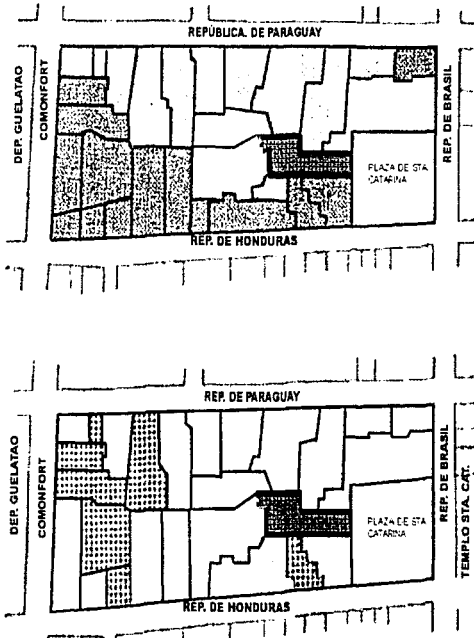 REPÚBLICA. DE PARAGUAY
DEP. GUELATAO
COMONFORT
REP. DE BRASIL
PLAZA DE STA.
CATARINA
REP. DE HONDURAS
REP. DE PARAGUAY
DEP. GUELATAO
COMONFORT
REP. DE BRASIL
TEMPLO STA. CAT.
PLAZA DE STA
CATARINA
REP. DE HONDURAS